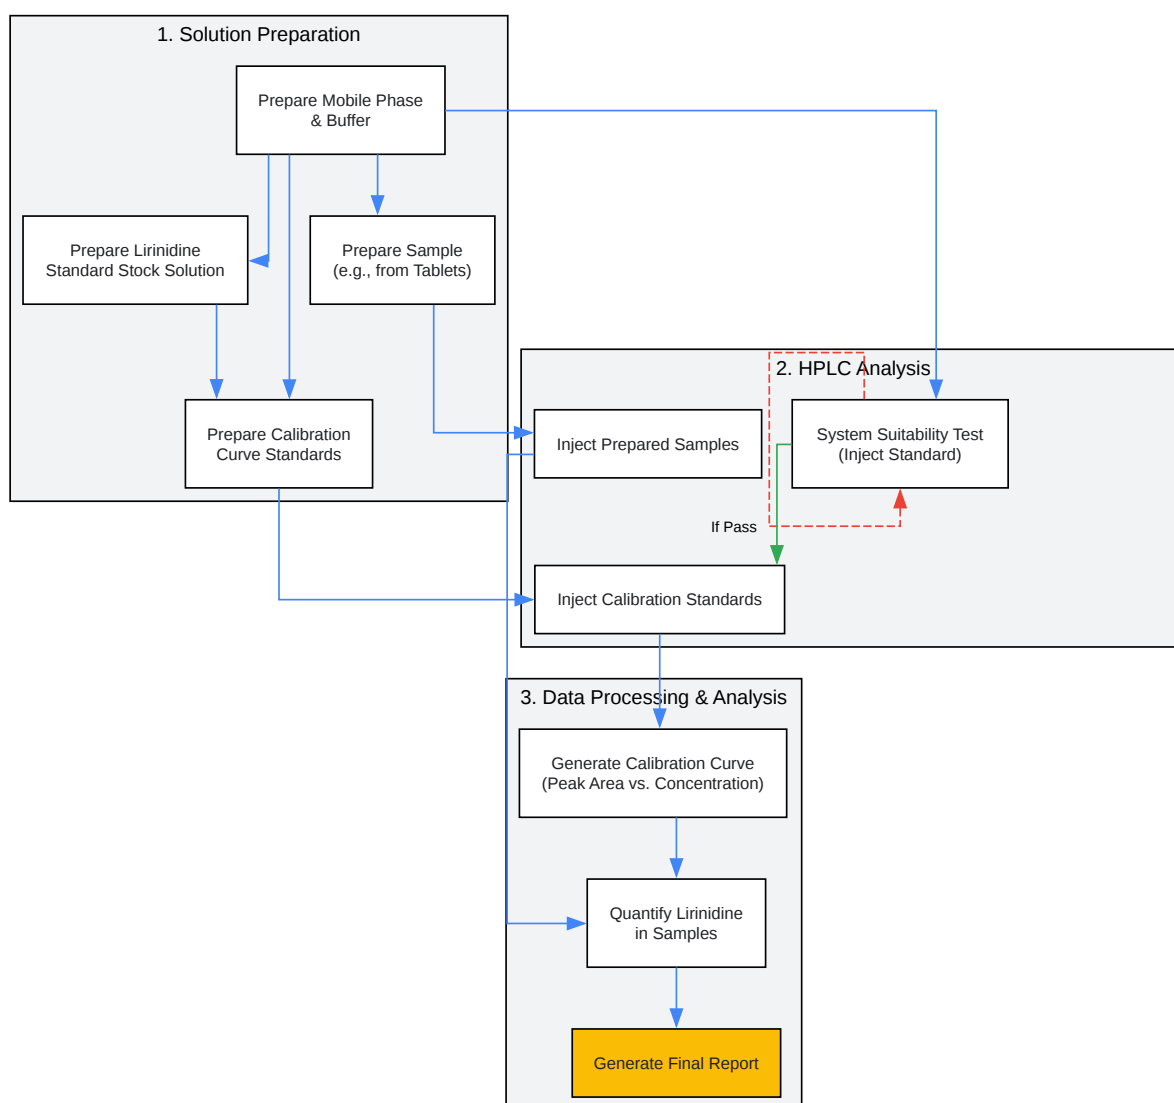 1. Solution Preparation
Prepare Mobile Phase
& Buffer
Prepare Lirinidine
Standard Stock Solution
Prepare Sample
(e.g., from Tablets)
Prepare Calibration
Curve Standards
2. HPLC Analysis
Inject Prepared Samples
System Suitability Test
(Inject Standard)
If Pass
Inject Calibration Standards
3. Data Processing & Analysis
Generate Calibration Curve
(Peak Area vs. Concentration)
Quantify Lirinidine
in Samples
Generate Final Report